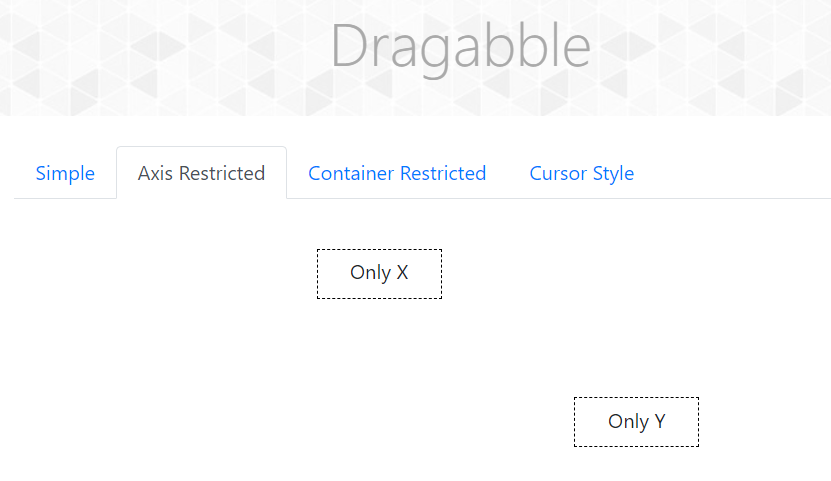 Dragabble
Simple Axis Restricted Container Restricted Cursor Style
Only X
Only Y